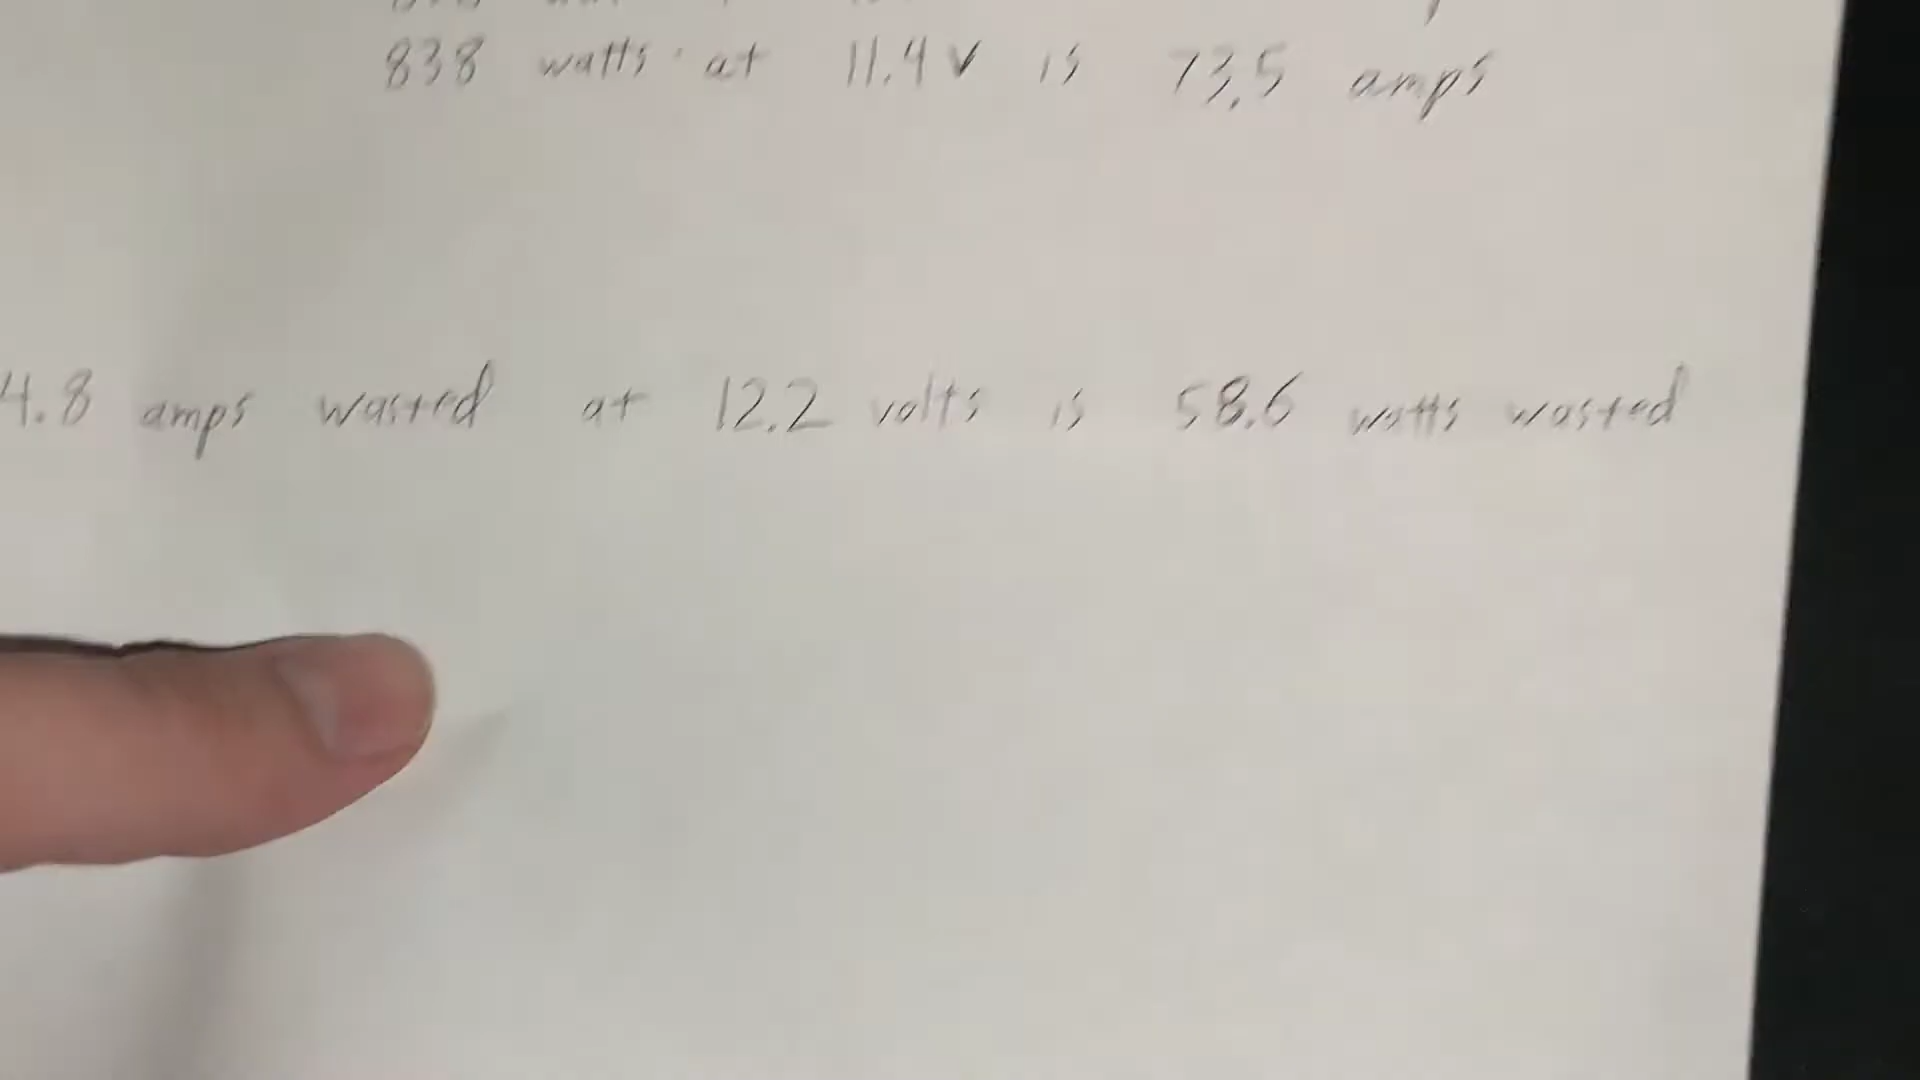 838 watts at 11.4 v is 73.5 amps
4.8 amps wasted at 12.2 volts is 58.6 watts wasted